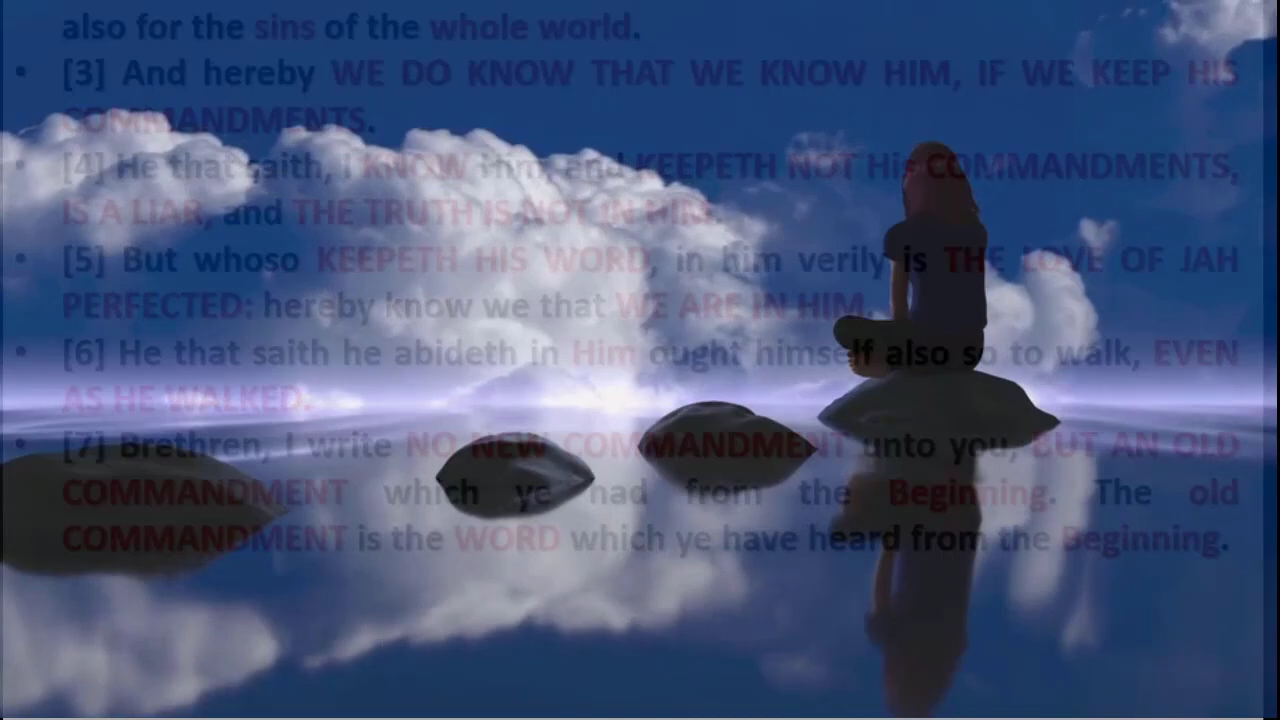 also for the sins of the whole world.
• [3] And hereby WE DO KNOW THAT WE KNOW HIM, IF WE KEEP HIS
COMMANDMENTS.
• [4] He that saith, I KNOW Him, and KEEPETH NOT His COMMANDMENTS,
IS A LIAR, and THE TRUTH IS NOT IN HIM.
• [5] But whoso KEEPETH HIS WORD, in him verily is THE LOVE OF JAH
PERFECTED: hereby know we that WE ARE IN HIM.
• [6] He that saith he abideth in Him ought himself also so to walk, EVEN
AS HE WALKED.
• [7] Brethren, I write NO NEW COMMANDMENT unto you, BUT AN OLD
COMMANDMENT which ye had from the Beginning. The old
COMMANDMENT is the WORD which ye have heard from the Beginning.